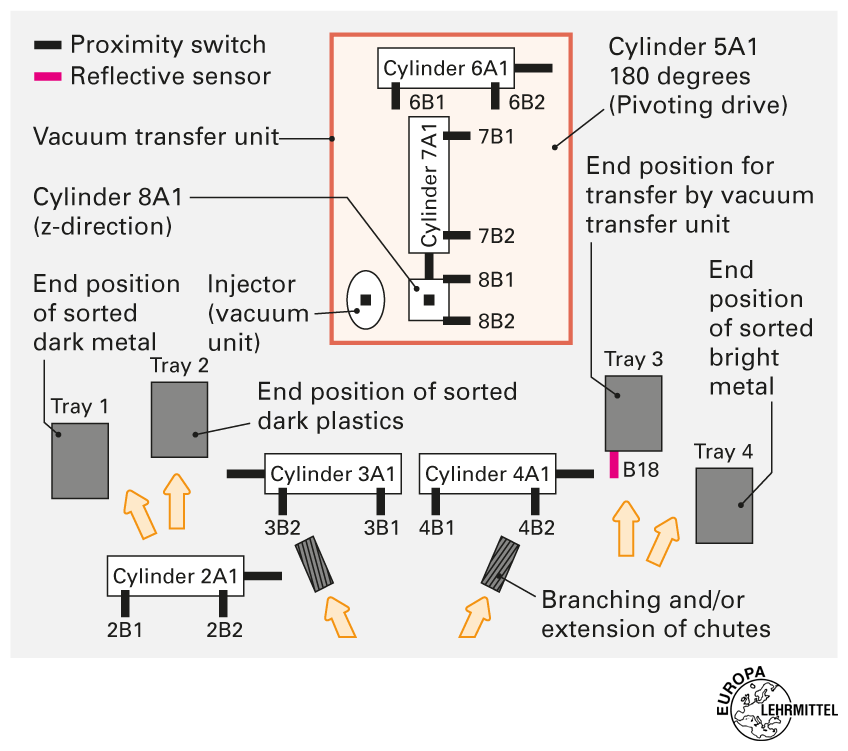 Proximity switch
Reflective sensor
Vacuum transfer unit
Cylinder 8A1
(z-direction)
End position
of sorted
dark metal
Injector
(vacuum
unit)
Cylinder 6A1
6B1
6B2
Cylinder 7A1
7B1
7B2
8B1
8B2
Cylinder 5A1
180 degrees
(Pivoting drive)
End position for
transfer by vacuum
transfer unit
End
position
of sorted
bright
metal
Tray 1
Tray 2
End position of sorted
dark plastics
Tray 3
B18
Tray 4
Cylinder 3A1
3B2
3B1
Cylinder 4A1
4B1
4B2
Cylinder 2A1
2B1
2B2
Branching and/or
extension of chutes
EUROPA
LEHRMITTEL